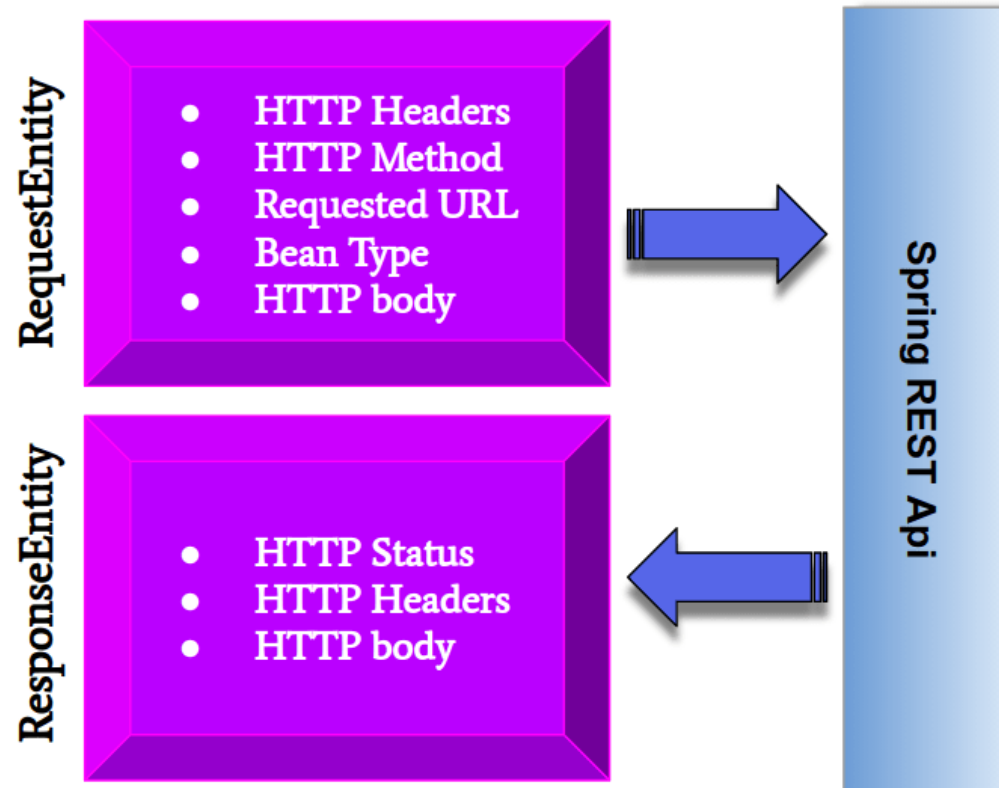 RequestEntity
● HTTP Headers
● HTTP Method
● Requested URL
● Bean Type
● HTTP body
ResponseEntity
● HTTP Status
● HTTP Headers
● HTTP body
Spring REST Api